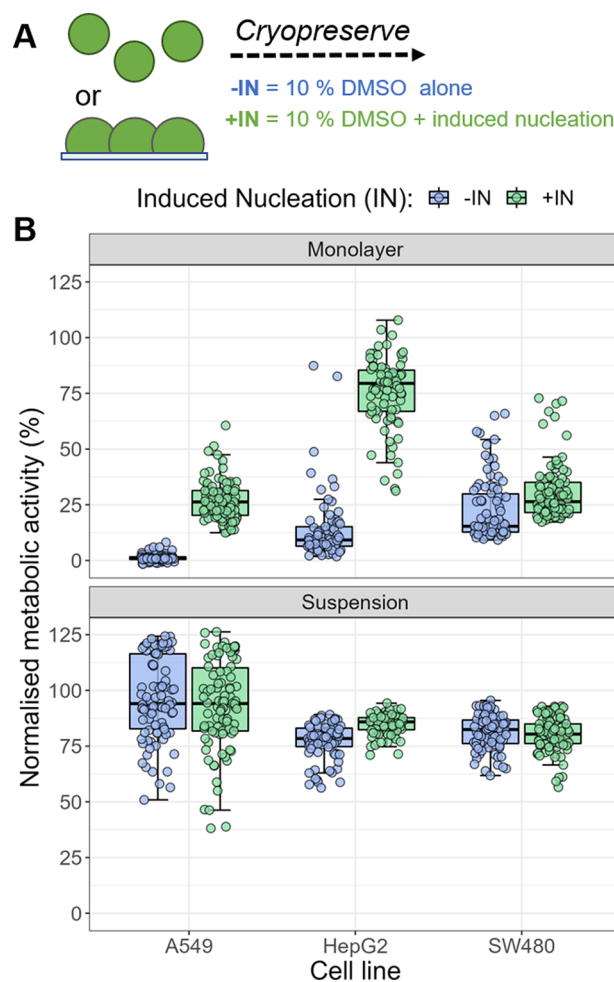 A
Cryopreserve
or
-IN = 10 % DMSO alone
+IN = 10 % DMSO + induced nucleation
Induced Nucleation (IN): -IN +IN
B
Monolayer
125
100
75
50
25
0
Suspension
125
100
75
50
25
0
Normalised metabolic activity (%)
A549 HepG2 SW480
Cell line